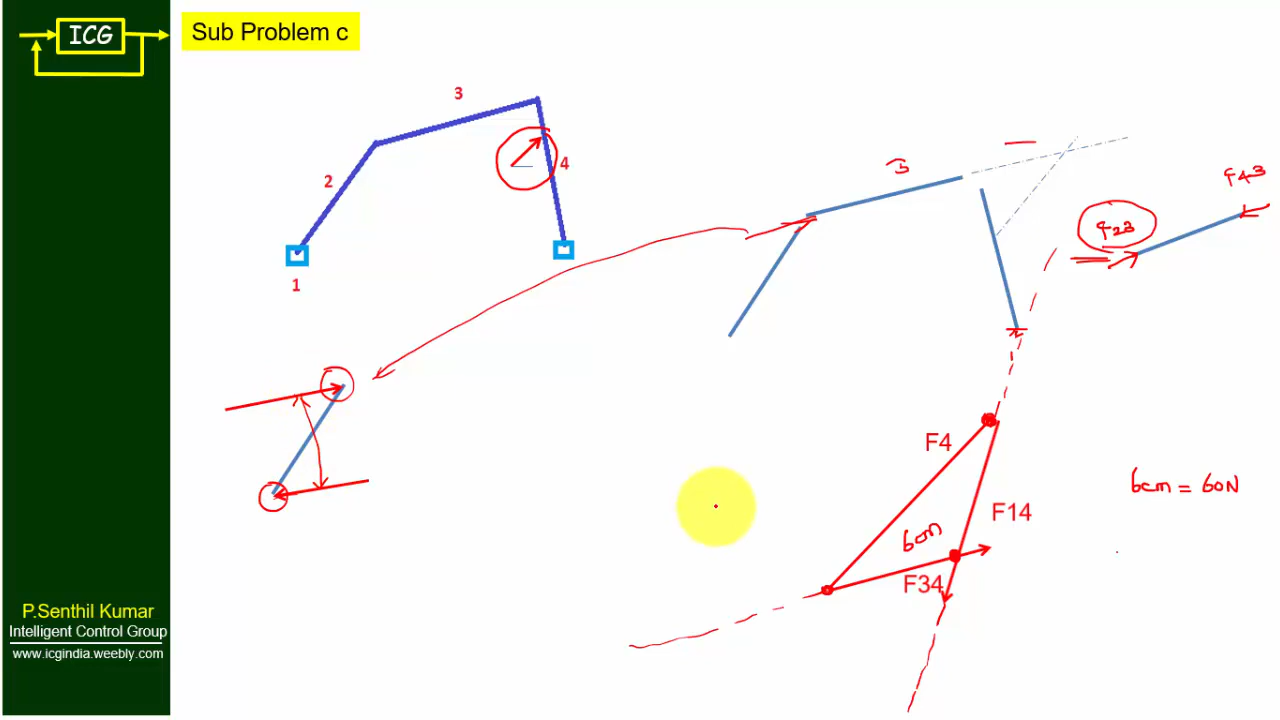 ICG
Sub Problem c
3
2
4
1
3
F43
F23
F4
6cm = 60N
F14
6cm
F34
P.Senthil Kumar
Intelligent Control Group
www.icgindia.weebly.com